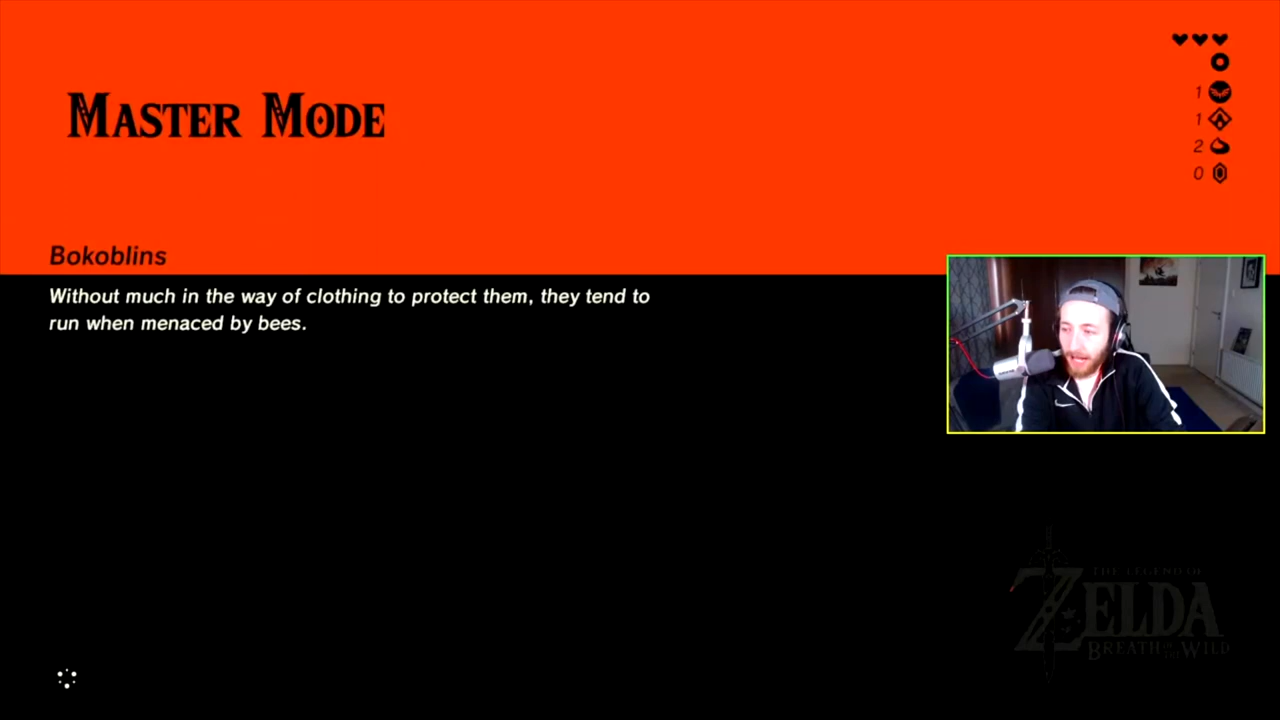 MASTER MODE
1
1
2
0
Bokoblins
Without much in the way of clothing to protect them, they tend to
run when menaced by bees.
THE LEGEND OF
ZELDA
BREATH OF THE WILD